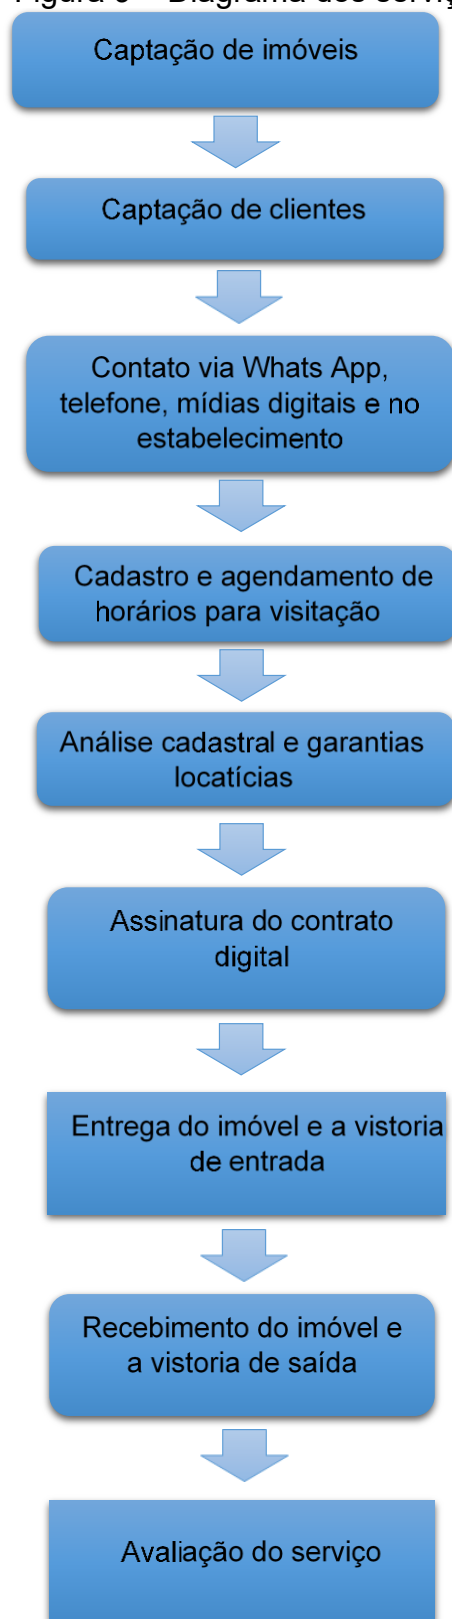 Diagrama dos
Captação de imóveis
Captação de clientes
Contato via Whats App,
telefone, mídias digitais e no
estabelecimento
Cadastro e agendamento de
horários para visitação
Análise cadastral e garantias
locatícias
Assinatura do contrato
digital
Entrega do imóvel e a vistoria
de entrada
Recebimento do imóvel e
a vistoria de saída
Avaliação do serviço